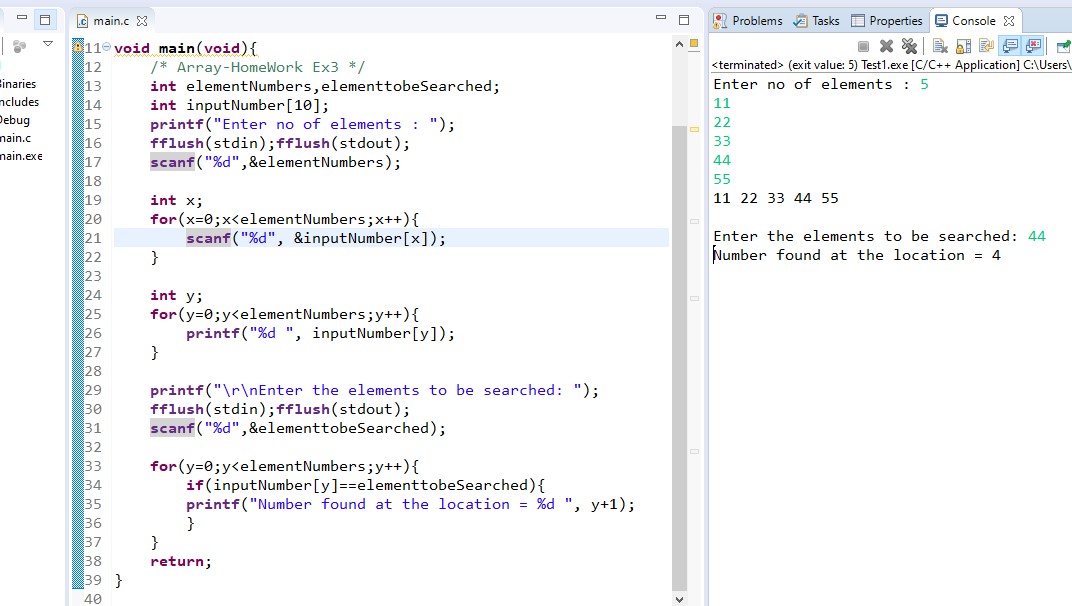 main.c
Problems Tasks Properties Console
<terminated> (exit value: 5) Test1.exe [C/C++ Application] C:\Users\
inaries
ncludes
Debug
main.c
main.exe
11 void main(void){
12 /* Array-HomeWork Ex3 */
13 int elementNumbers,elementtobeSearched;
14 int inputNumber[10];
15 printf("Enter no of elements : ");
16 fflush(stdin);fflush(stdout);
17 scanf("%d",&elementNumbers);
18
19 int x;
20 for(x=0;x<elementNumbers;x++){
21 scanf("%d", &inputNumber[x]);
22 }
23
24 int y;
25 for(y=0;y<elementNumbers;y++){
26 printf("%d ", inputNumber[y]);
27 }
28
29 printf("\r\nEnter the elements to be searched: ");
30 fflush(stdin);fflush(stdout);
31 scanf("%d",&elementtobeSearched);
32
33 for(y=0;y<elementNumbers;y++){
34 if(inputNumber[y]==elementtobeSearched){
35 printf("Number found at the location = %d ", y+1);
36 }
37 }
38 return;
39 }
40
Enter no of elements : 5
11
22
33
44
55
11 22 33 44 55
Enter the elements to be searched: 44
Number found at the location = 4